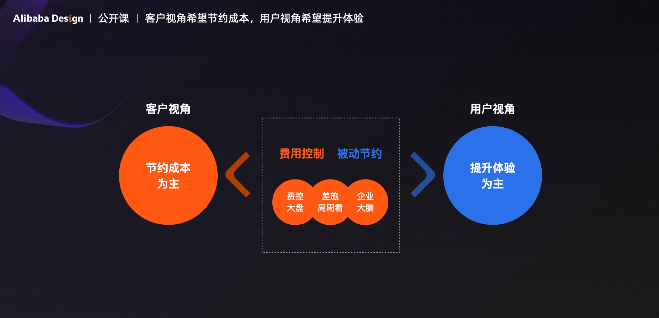 Alibaba Design | 公开课 | 客户视角希望节约成本，用户视角希望提升体验
客户视角
用户视角
节约成本
为主
费用控制 被动节约
费控
大盘
差旅
周周看
企业
大脑
提升体验
为主